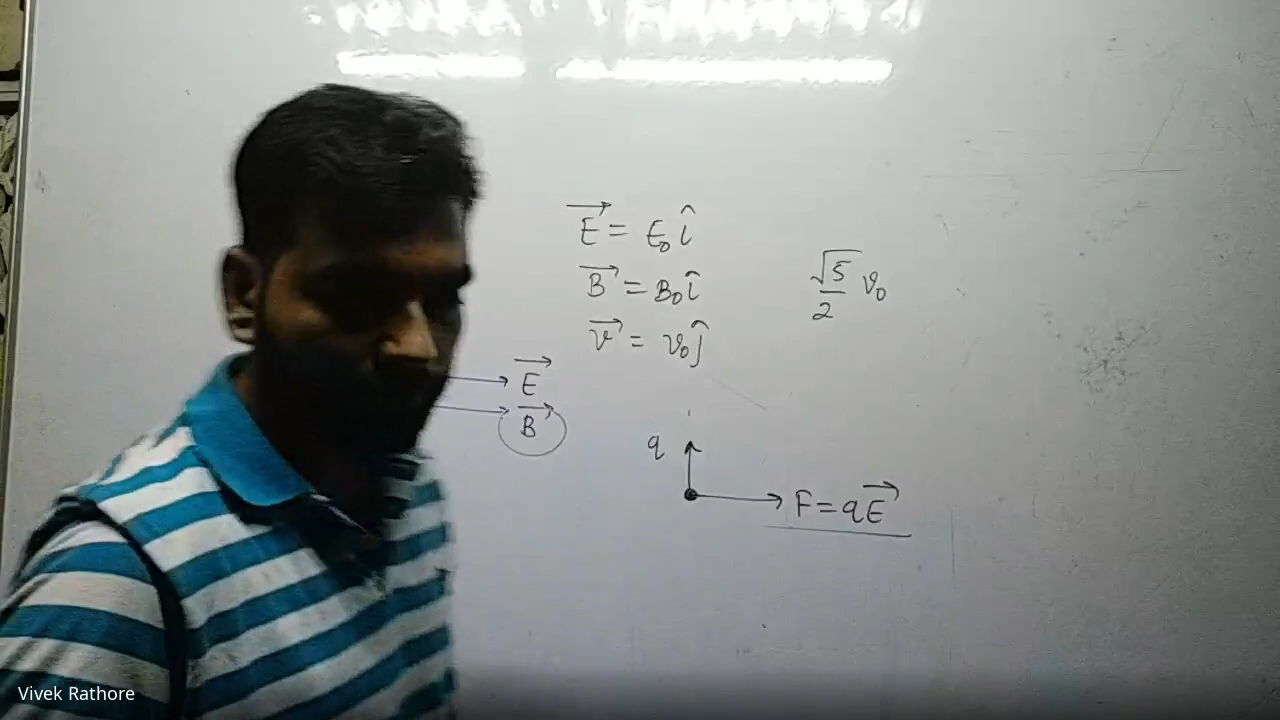 E⃗ = E₀ î
B⃗ = B₀ î
v⃗ = v₀ ĵ
√5/2 v₀
E⃗
B⃗
q
F = qE⃗
Vivek Rathore